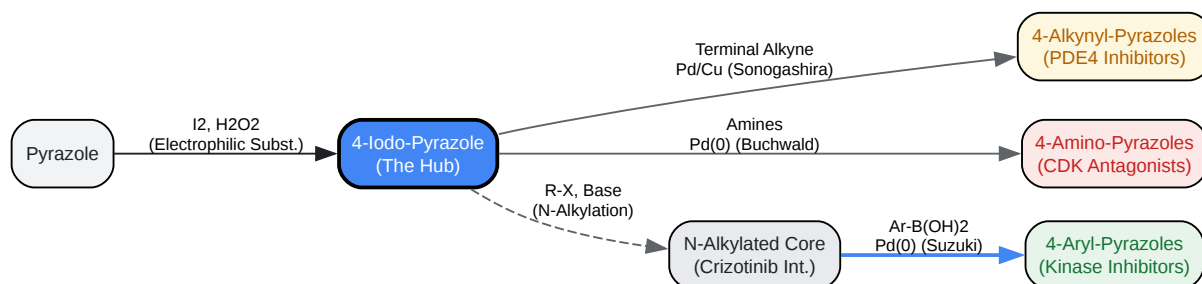 Terminal Alkyne
Pd/Cu (Sonogashira)
4-Alkynyl-Pyrazoles
(PDE4 Inhibitors)
Pyrazole
I2, H2O2
(Electrophilic Subst.)
4-Iodo-Pyrazole
(The Hub)
Amines
Pd(0) (Buchwald)
4-Amino-Pyrazoles
(CDK Antagonists)
R-X, Base
(N-Alkylation)
N-Alkylated Core
(Crizotinib Int.)
Ar-B(OH)2
Pd(0) (Suzuki)
4-Aryl-Pyrazoles
(Kinase Inhibitors)